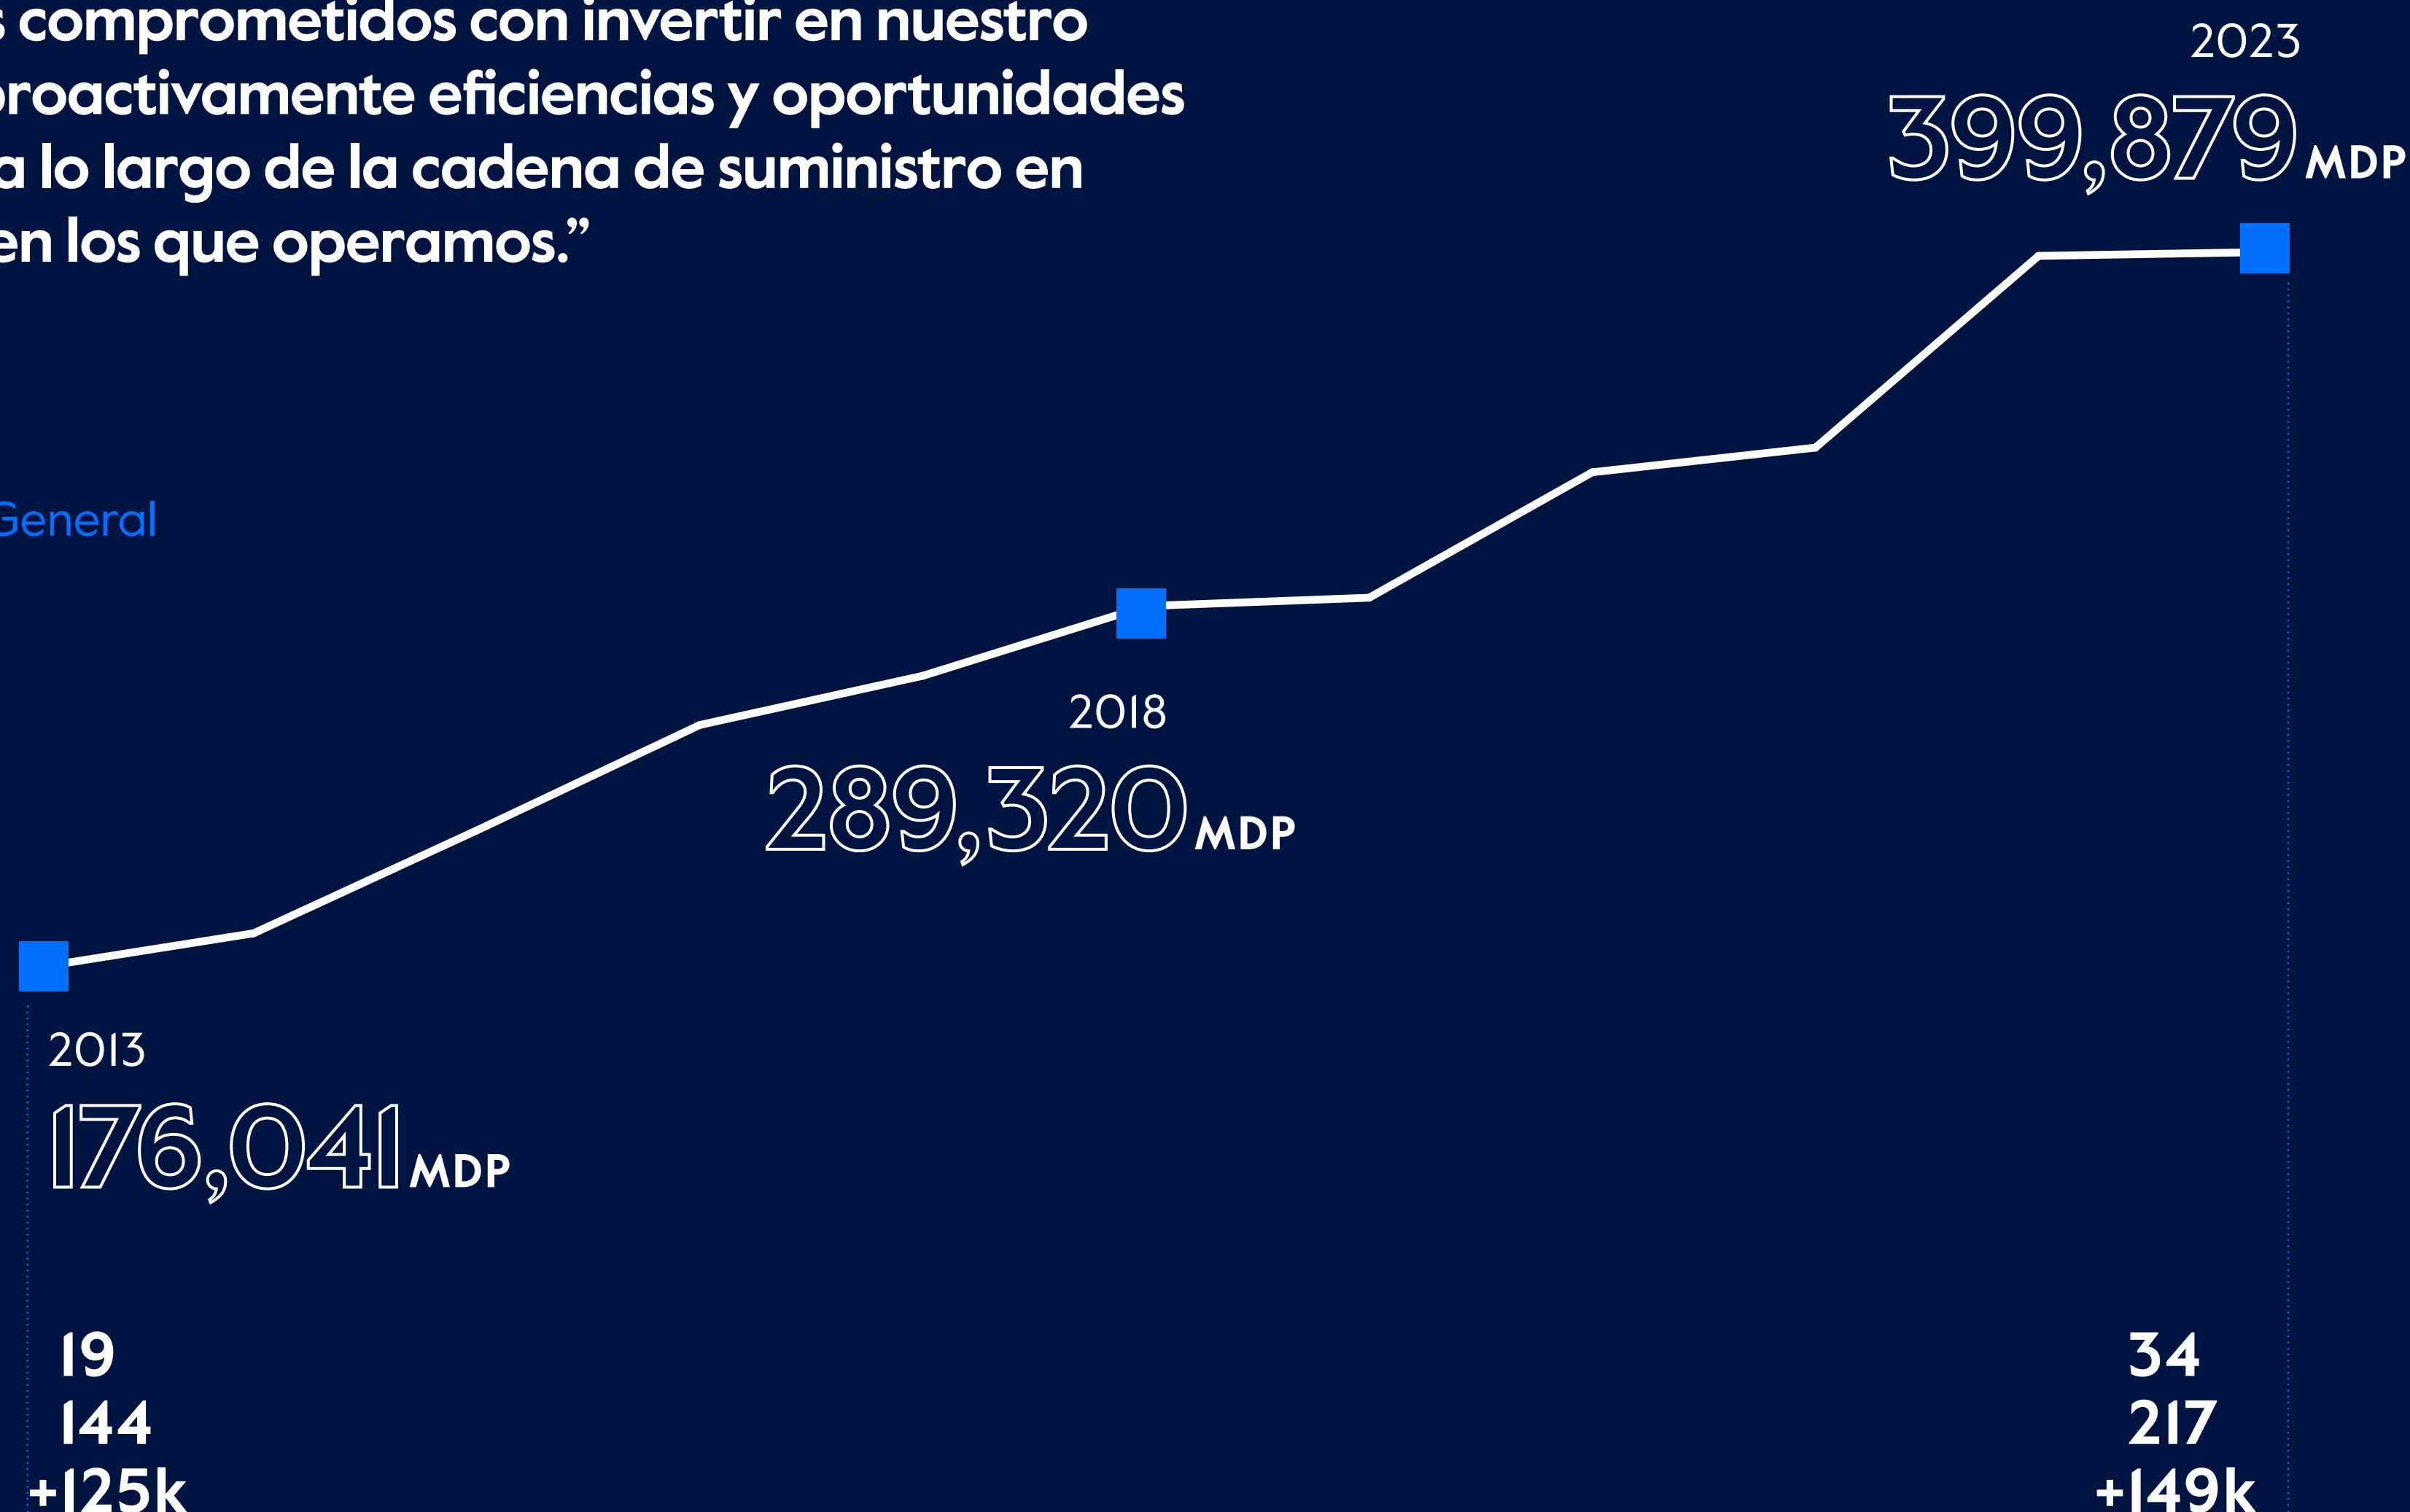 comprometidos con invertir en nuestro
proactivamente eficiencias y oportunidades
a lo largo de la cadena de suministro en
en los que operamos.”
General
2023
399,879 MDP
2018
289,320 MDP
2013
176,041 MDP
19
34
144
217
+125k
+149k